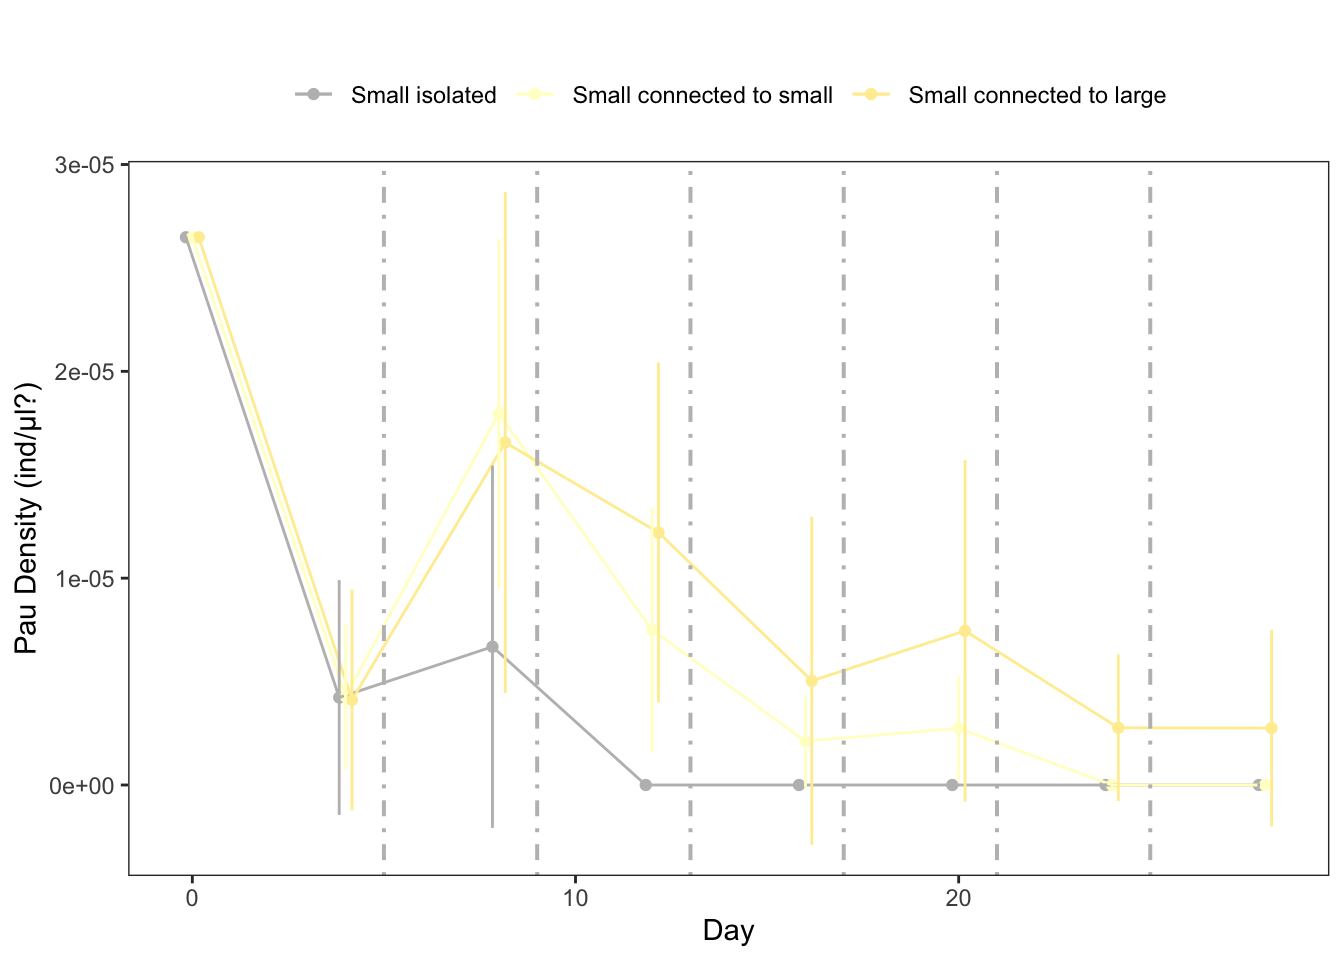 Small isolated Small connected to small Small connected to large
3e-05
2e-05
1e-05
0e+00
Pau Density (ind/µl?)
0 10 20
Day